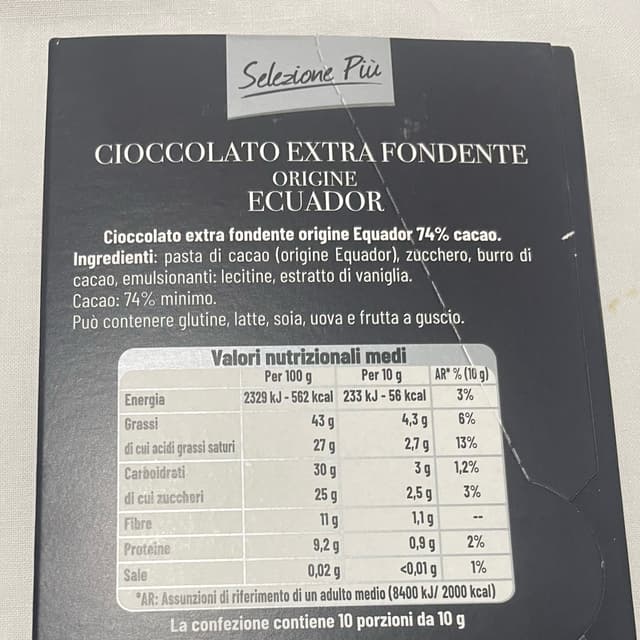 Selezione Più
CIOCCOLATO EXTRA FONDENTE
ORIGINE
ECUADOR
Cioccolato extra fondente origine Equador 74% cacao.
Ingredienti: pasta di cacao (origine Equador), zucchero, burro di
cacao, emulsionanti: lecitine, estratto di vaniglia.
Cacao: 74% minimo.
Può contenere glutine, latte, soia, uova e frutta a guscio.
Valori nutrizionali medi
Per 100 g Per 10 g AR* % (10 g)
Energia 2329 kJ - 562 kcal 233 kJ - 56 kcal 3%
Grassi 43 g 4,3 g 6%
di cui acidi grassi saturi 27 g 2,7 g 13%
Carboidrati 30 g 3 g 1,2%
di cui zuccheri 25 g 2,5 g 3%
Fibre 11 g 1,1 g --
Proteine 9,2 g 0,9 g 2%
Sale 0,02 g <0,01 g 1%
*AR: Assunzioni di riferimento di un adulto medio (8400 kJ/ 2000 kcal)
La confezione contiene 10 porzioni da 10 g